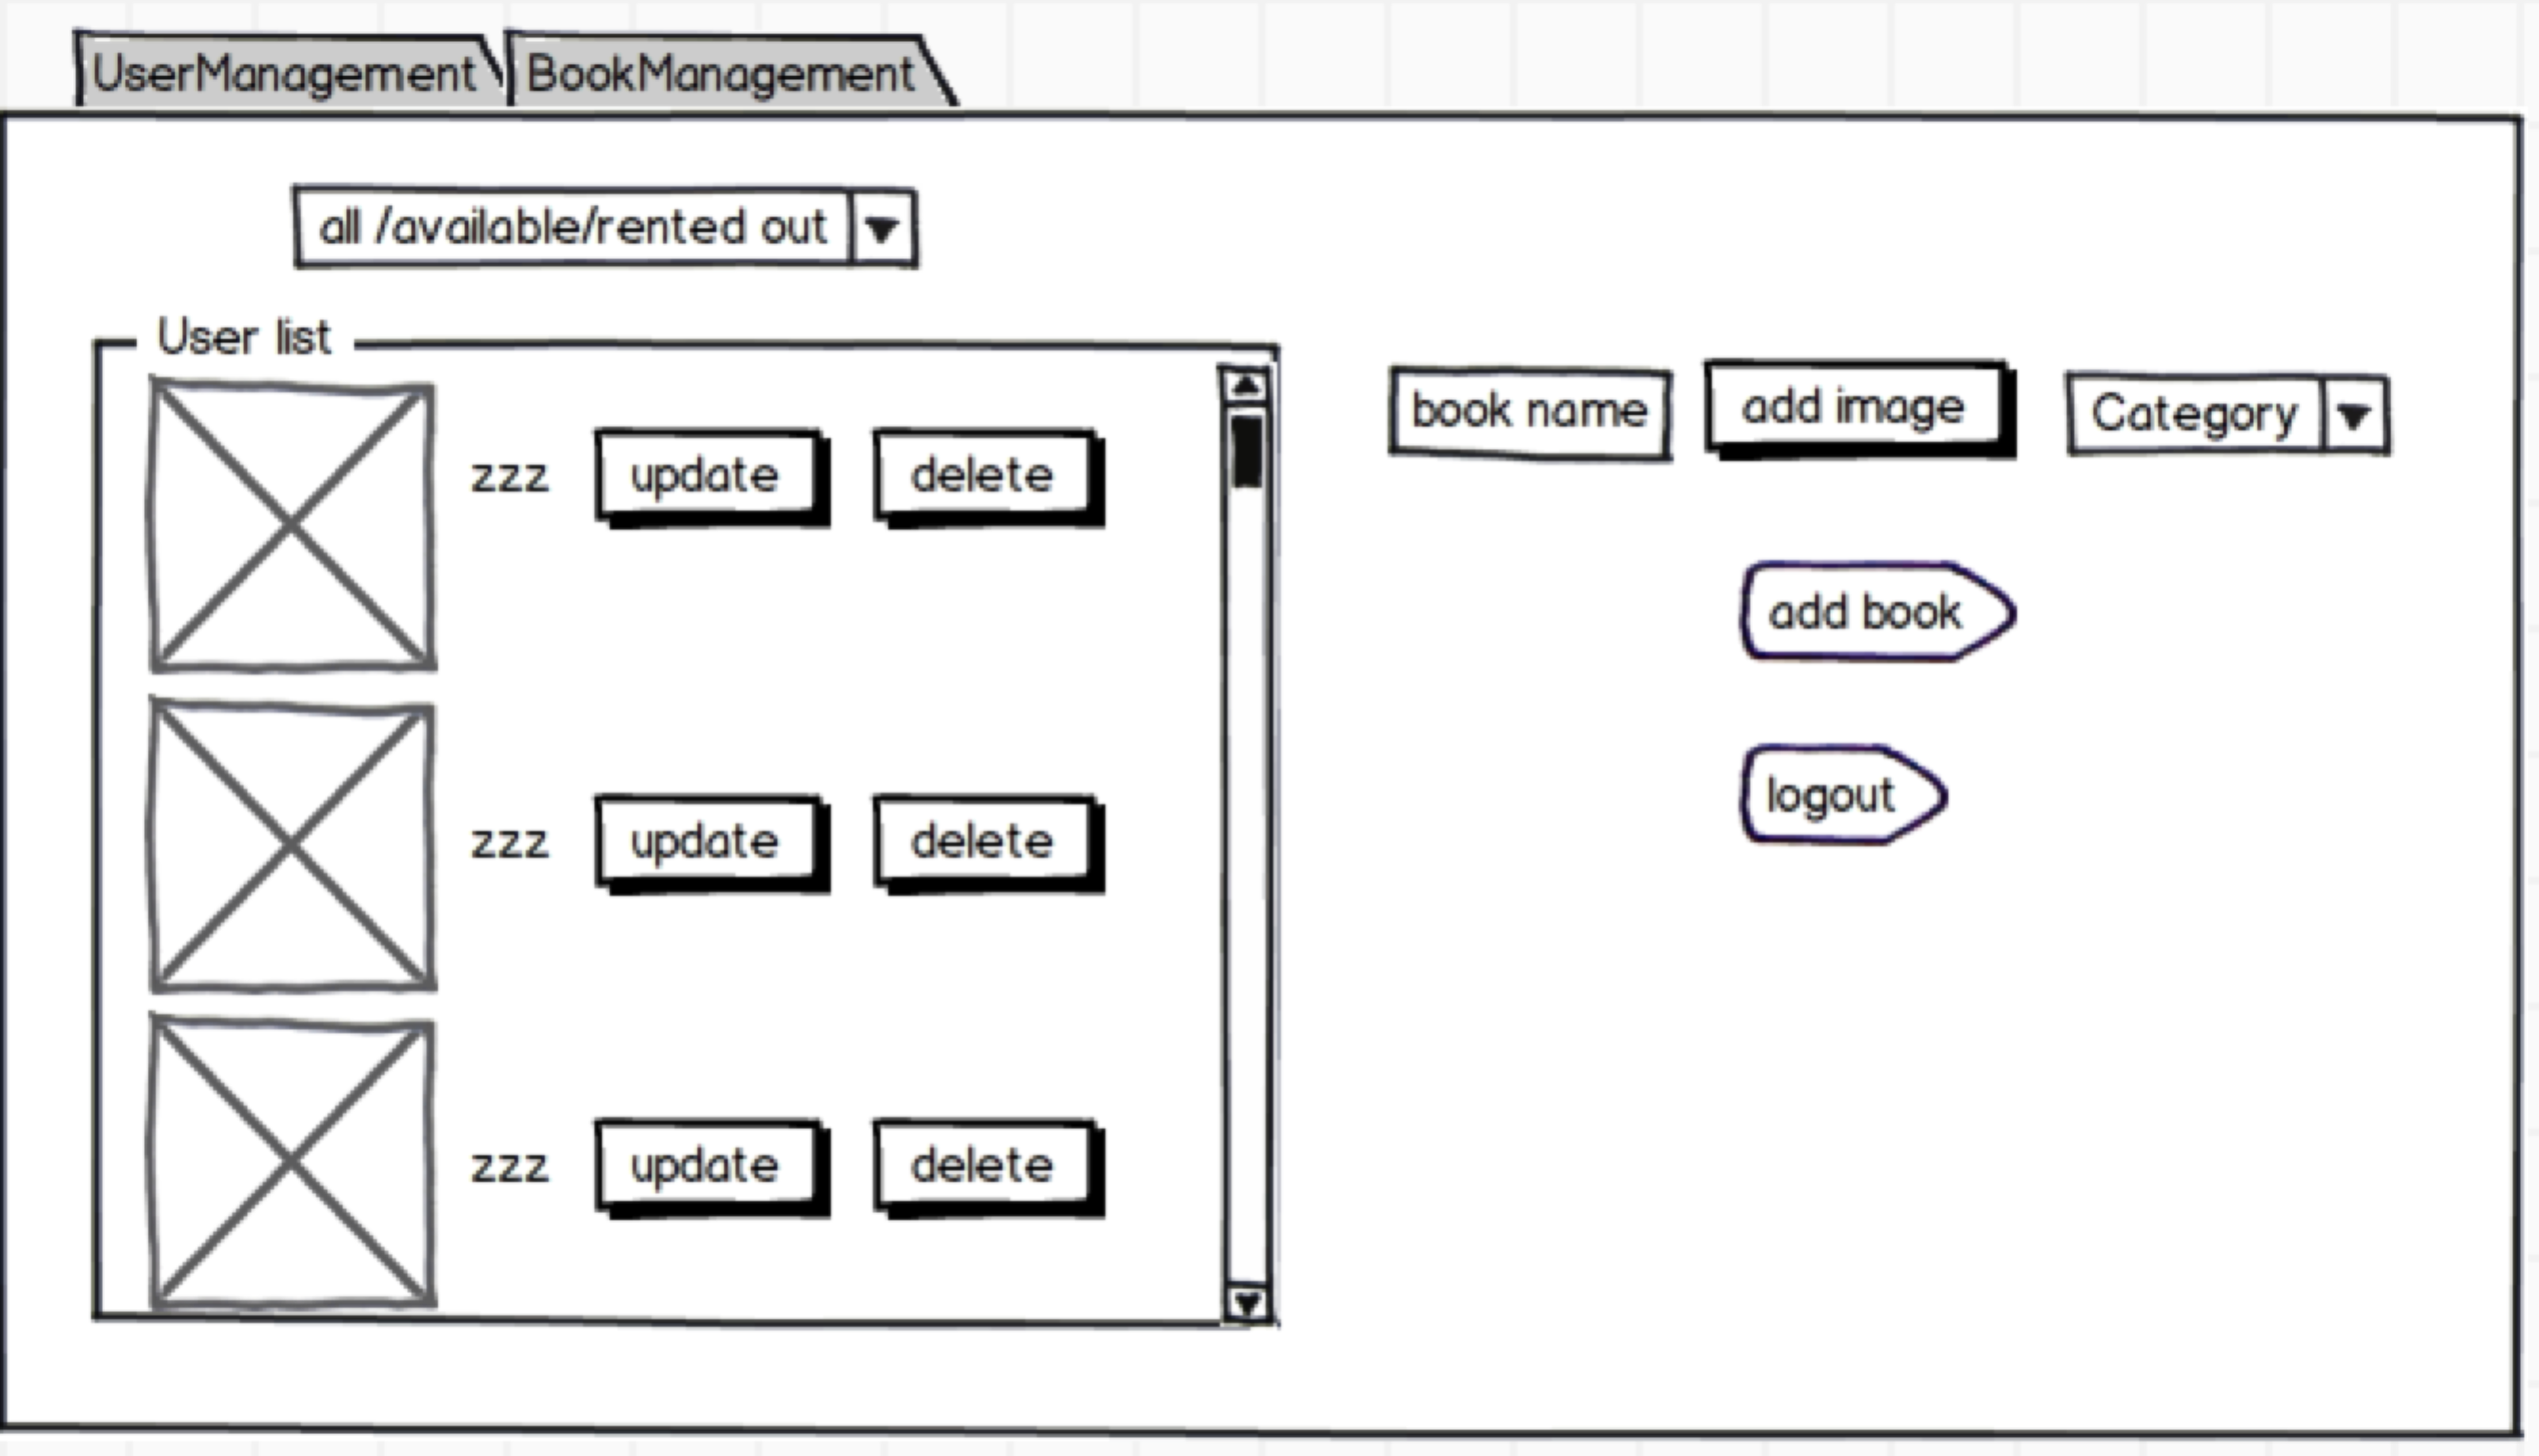 UserManagement BookManagement
all /available/rented out
User list
zzz update delete
zzz update delete
zzz update delete
book name add image Category
add book
logout